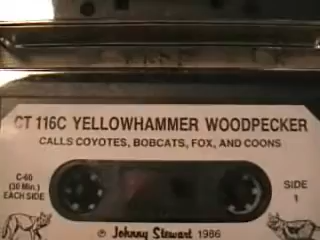 CT 116C YELLOWHAMMER WOODPECKER
CALLS COYOTES, BOBCATS, FOX, AND COONS
C-60
(30 Min.)
EACH SIDE
SIDE
1
℗ Johnny Stewart 1986